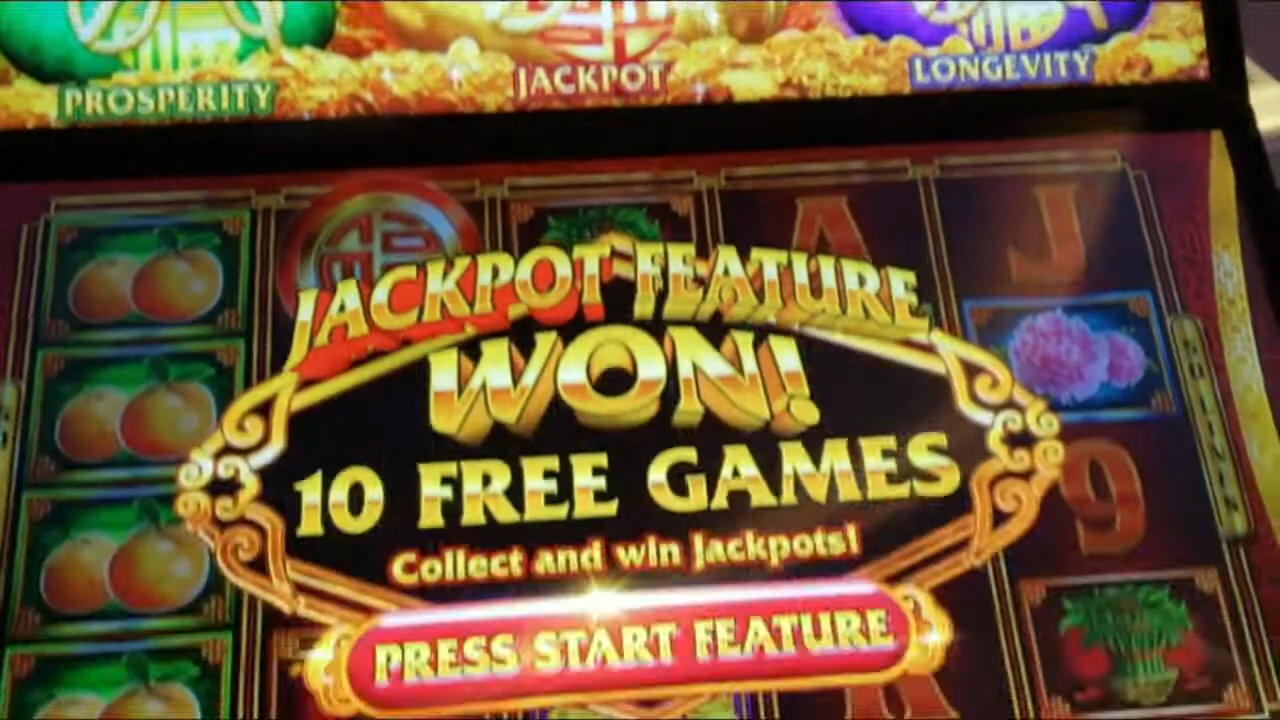 PROSPERITY
JACKPOT
LONGEVITY
A
J
JACKPOT FEATURE
WON!
10 FREE GAMES
9
Collect and win Jackpots!
PRESS START FEATURE